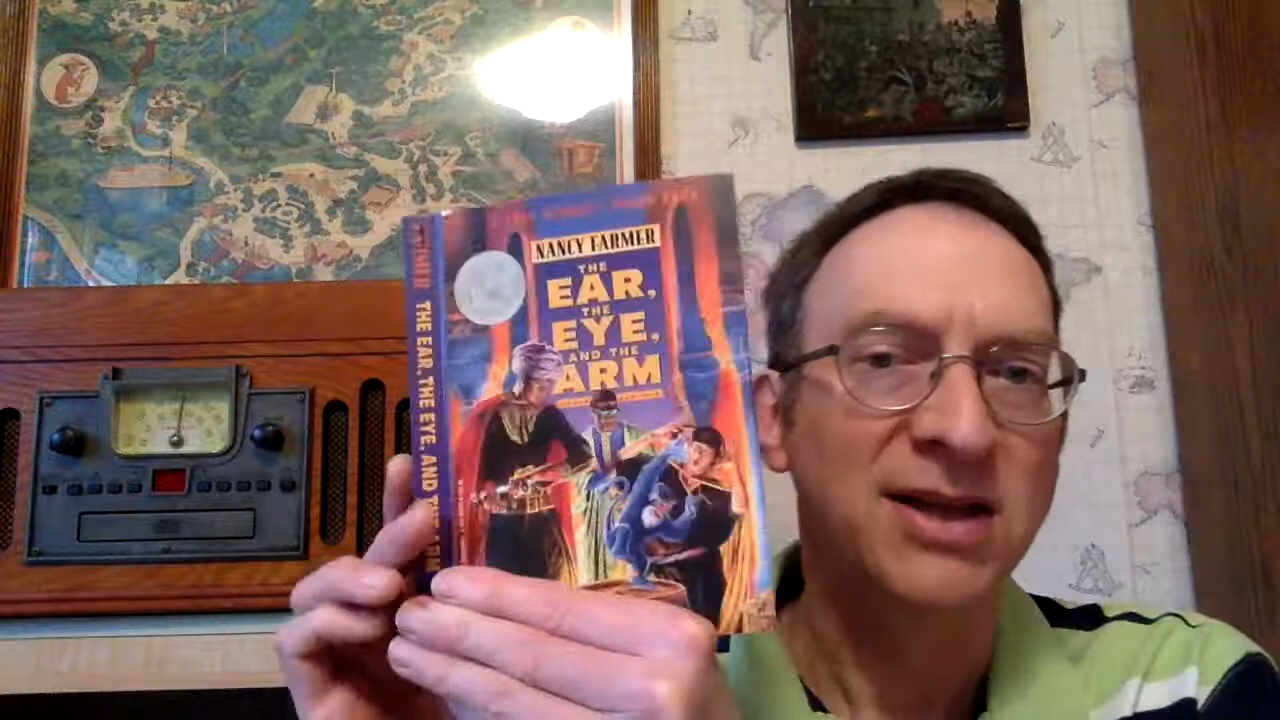 NANCY FARMER
THE
EAR,
THE
EYE,
AND THE
ARM
THE EAR, THE EYE, AND THE ARM